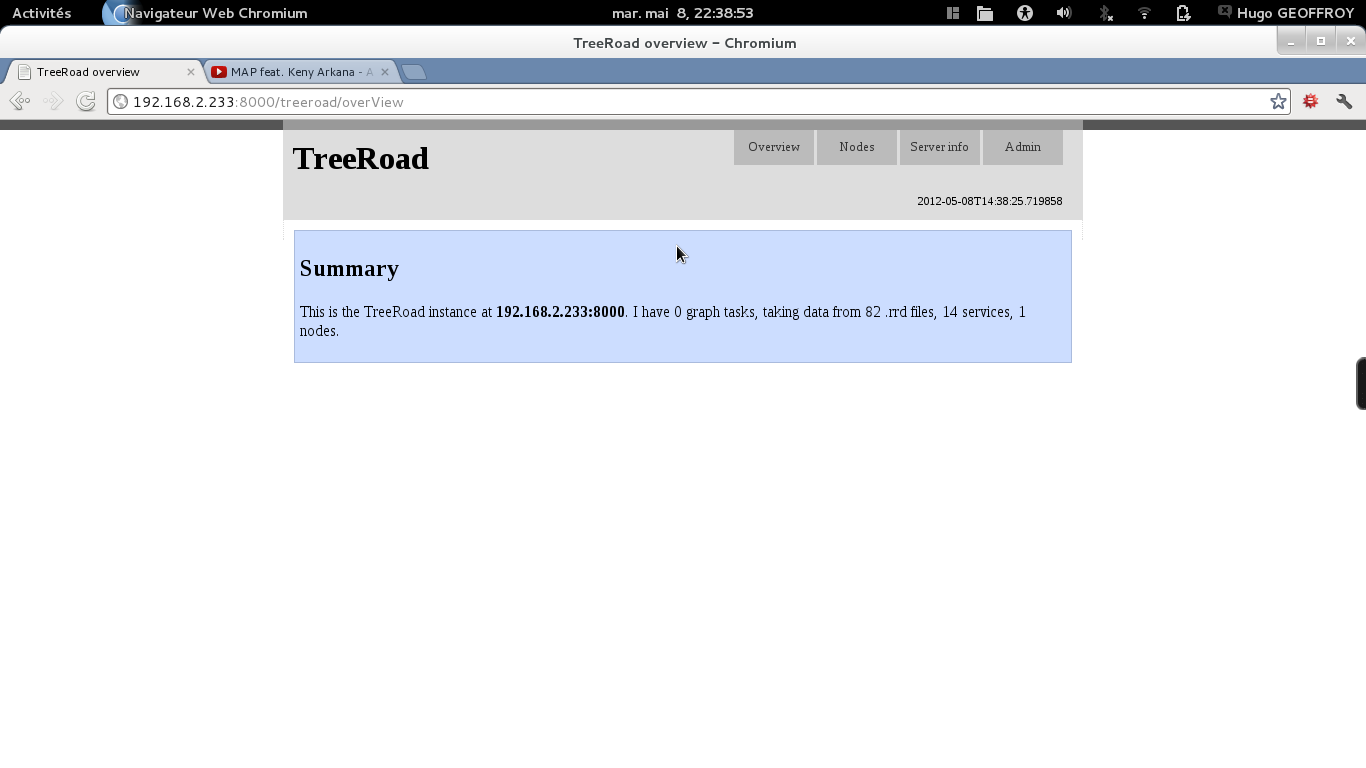 Activités
Navigateur Web Chromium
mar. mai 8, 22:38:53
Hugo GEOFFROY
TreeRoad overview - Chromium
TreeRoad overview
MAP feat. Keny Arkana - A
192.168.2.233:8000/treeroad/overView
TreeRoad
Overview
Nodes
Server info
Admin
2012-05-08T14:38:25.719858
Summary
This is the TreeRoad instance at 192.168.2.233:8000. I have 0 graph tasks, taking data from 82 .rrd files, 14 services, 1
nodes.